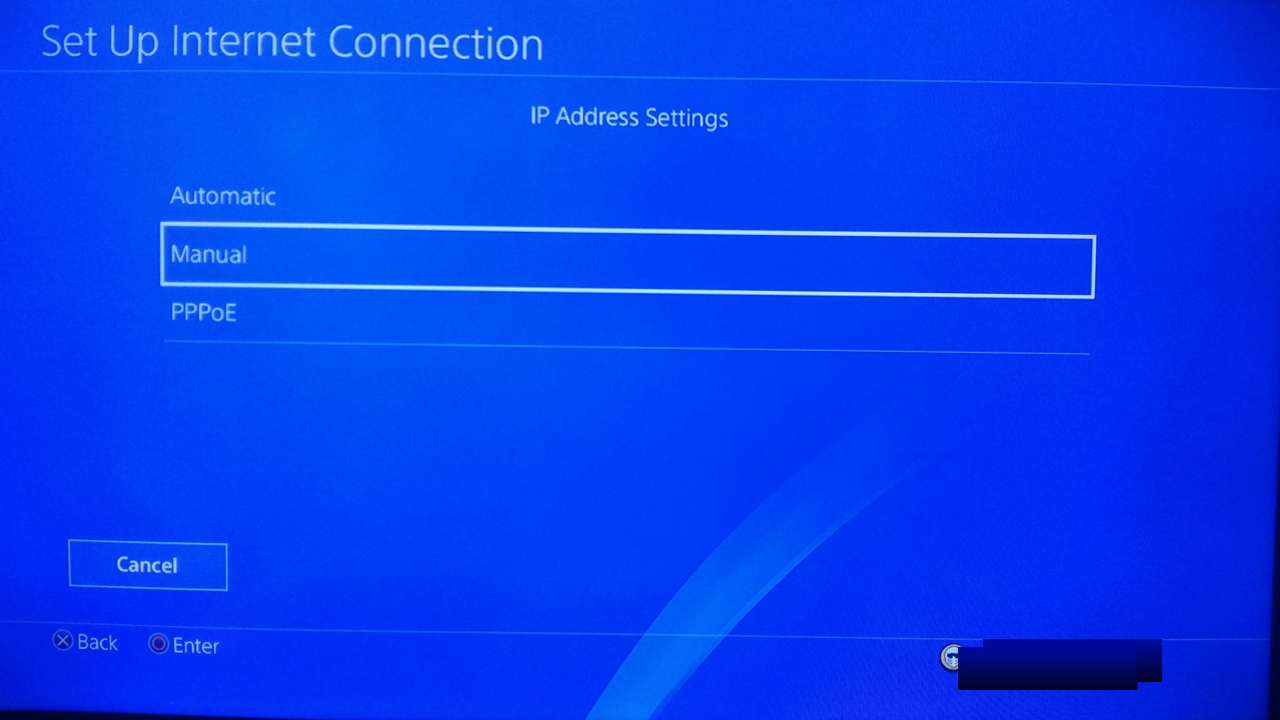 Set Up Internet Connection
IP Address Settings
Automatic
Manual
PPPoE
Cancel
Back Enter